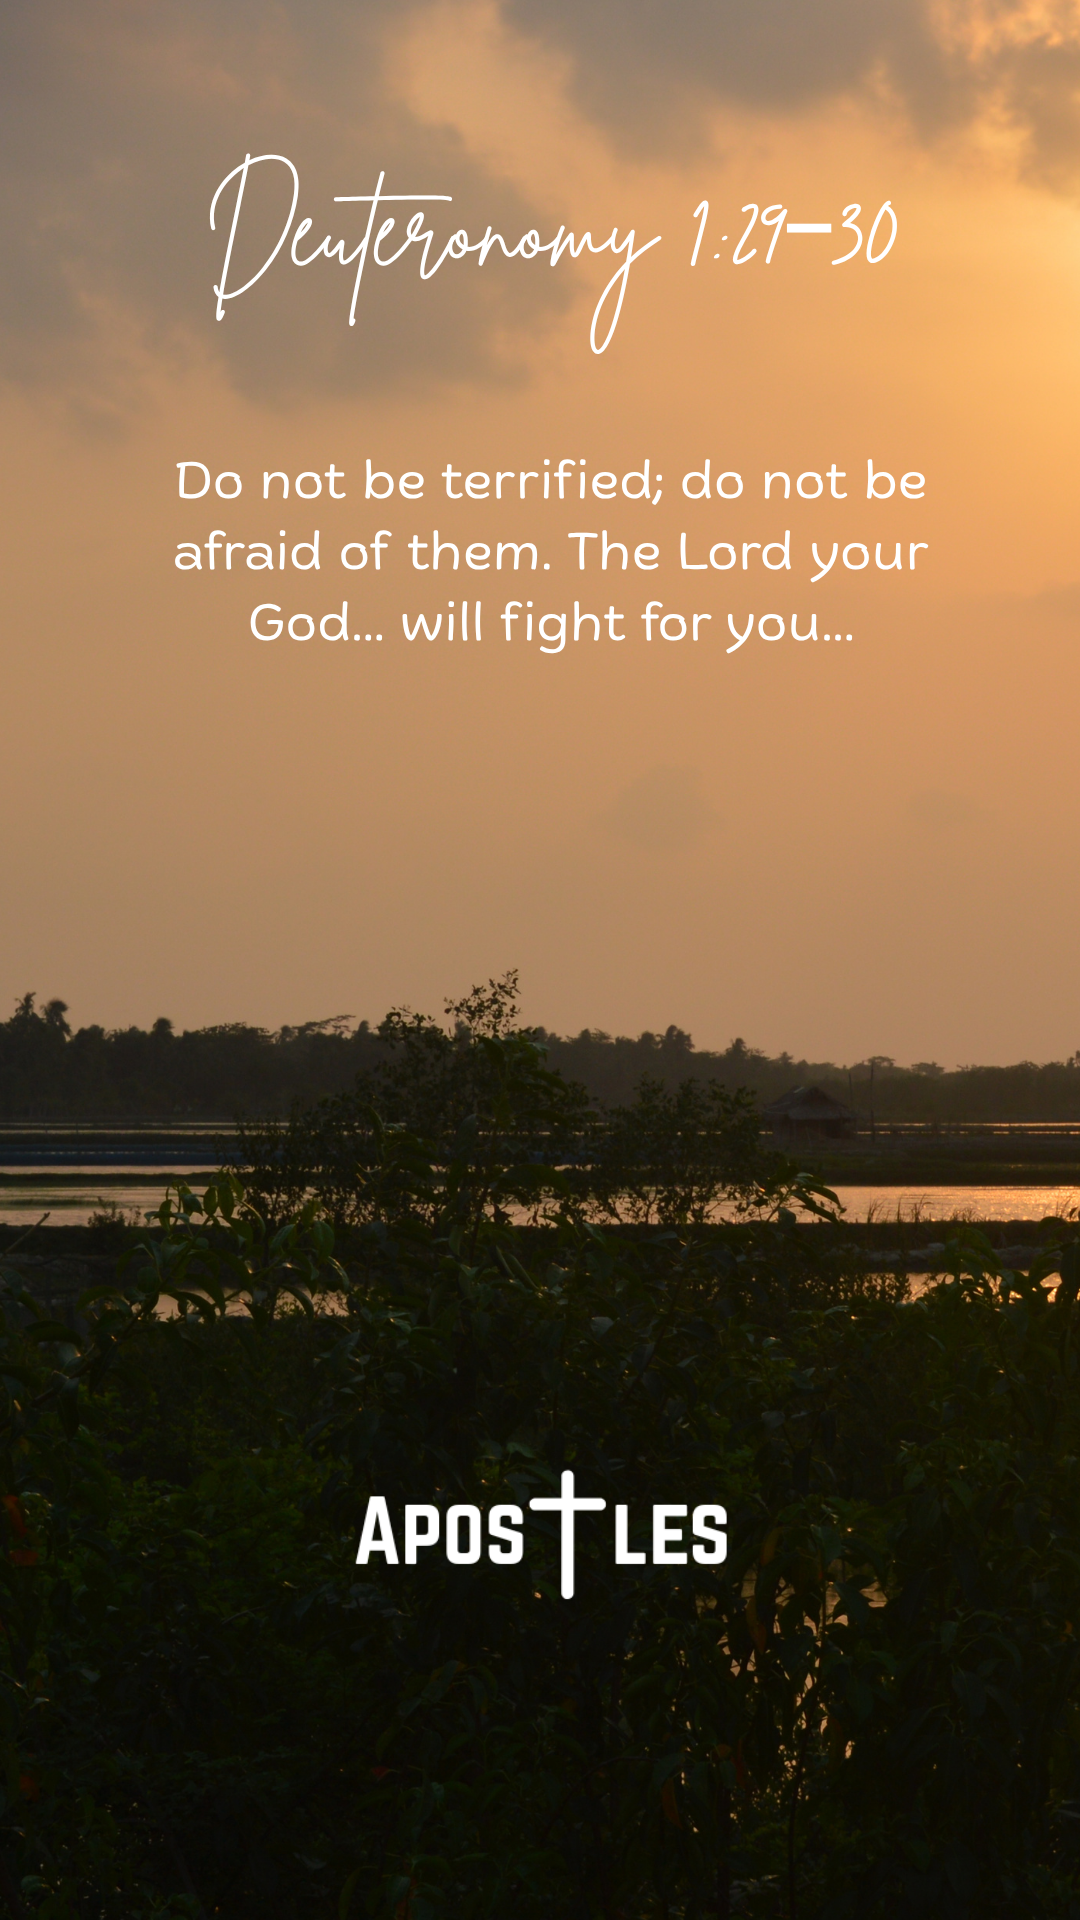 Deuteronomy 1:29–30
Do not be terrified; do not be
afraid of them. The Lord your
God... will fight for you...
APOSTLES